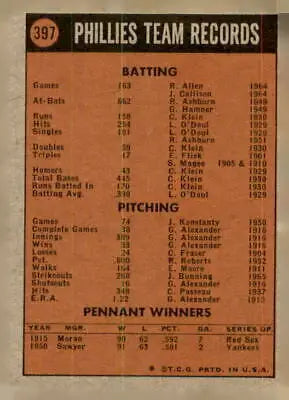 397 PHILLIES TEAM RECORDS
BATTING
Games 163 R. Allen 1964
J. Callison 1964
At-Bats 662 R. Ashburn 1949
G. Hamner 1949
Runs 158 C. Klein 1930
Hits 254 L. O'Doul 1929
Singles 181 L. O'Doul 1929
R. Ashburn 1951
Doubles 59 C. Klein 1930
Triples 17 E. Flick 1901
S. Magee 1905 & 1910
Homers 43 C. Klein 1929
Total Bases 445 C. Klein 1930
Runs Batted In 170 C. Klein 1930
Batting Avg. .398 L. O'Doul 1929
PITCHING
Games 74 J. Konstanty 1950
Complete Games 38 G. Alexander 1916
Innings 389 G. Alexander 1916
Wins 33 G. Alexander 1916
Losses 24 C. Fraser 1904
Pct. R. Roberts 1952
Walks 164 E. Moore 1911
Strikeouts 268 J. Bunning 1965
Shutouts 16 G. Alexander 1916
Hits 348 C. Passeau 1937
E.R.A. 1.22 G. Alexander 1915
PENNANT WINNERS
YEAR MGR. W L PCT. GA. SERIES OP.
1915 Moran 90 62 .592 7 Red Sox
1950 Sawyer 91 63 .591 2 Yankees
* ©T.C.G. PRTD. IN U.S.A.